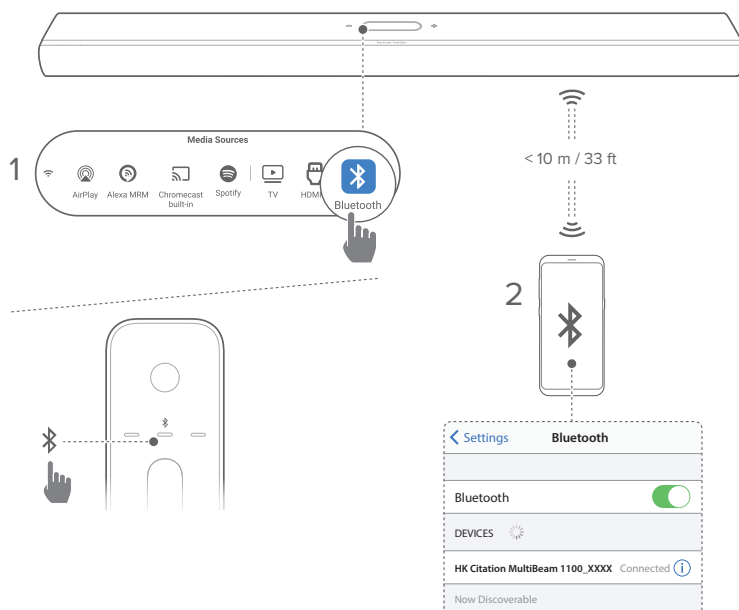 Media Sources
1
AirPlay
Alexa MRM
Chromecast
built-in
Spotify
TV
HDMI
Bluetooth
< 10 m / 33 ft
2
Settings
Bluetooth
Bluetooth
DEVICES
HK Citation MultiBeam 1100_XXXX Connected
Now Discoverable